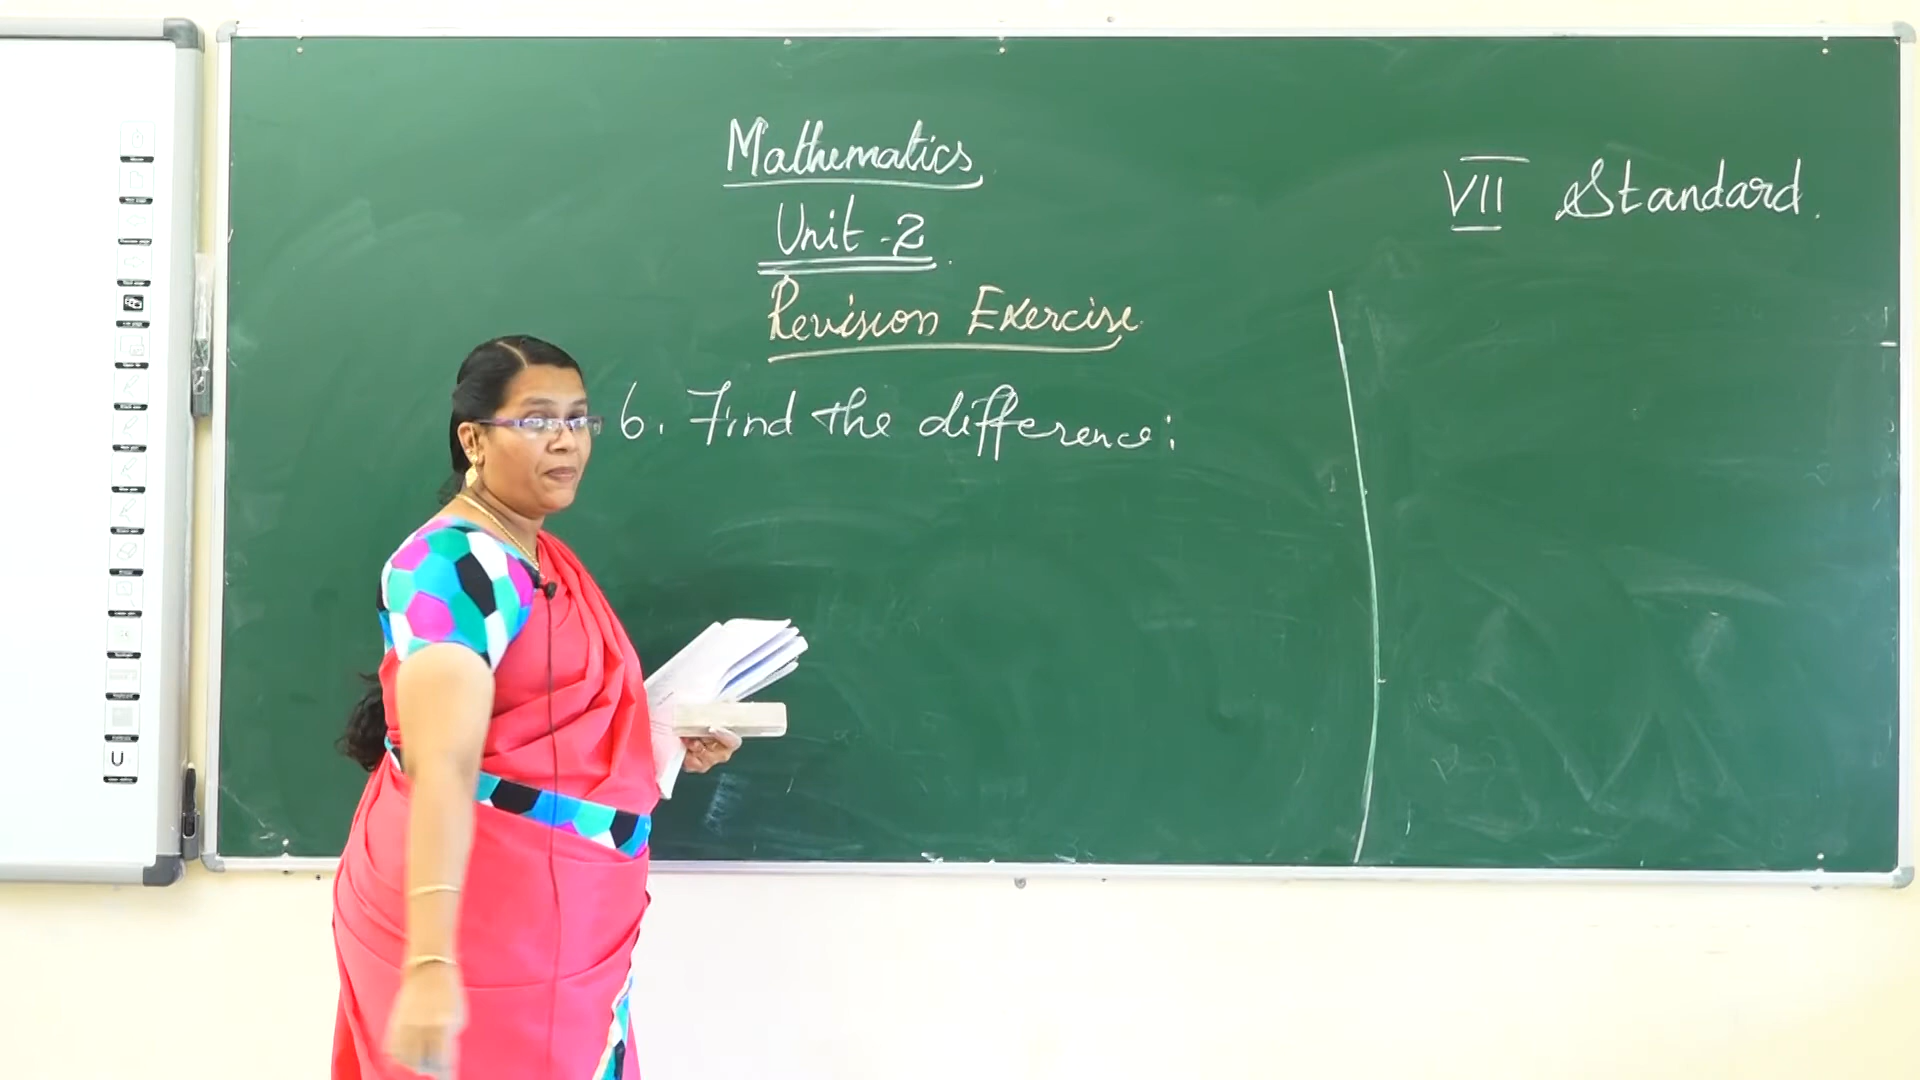 Mathematics
Unit - 2
Revision Exercise
VII Standard.
6. Find the difference: